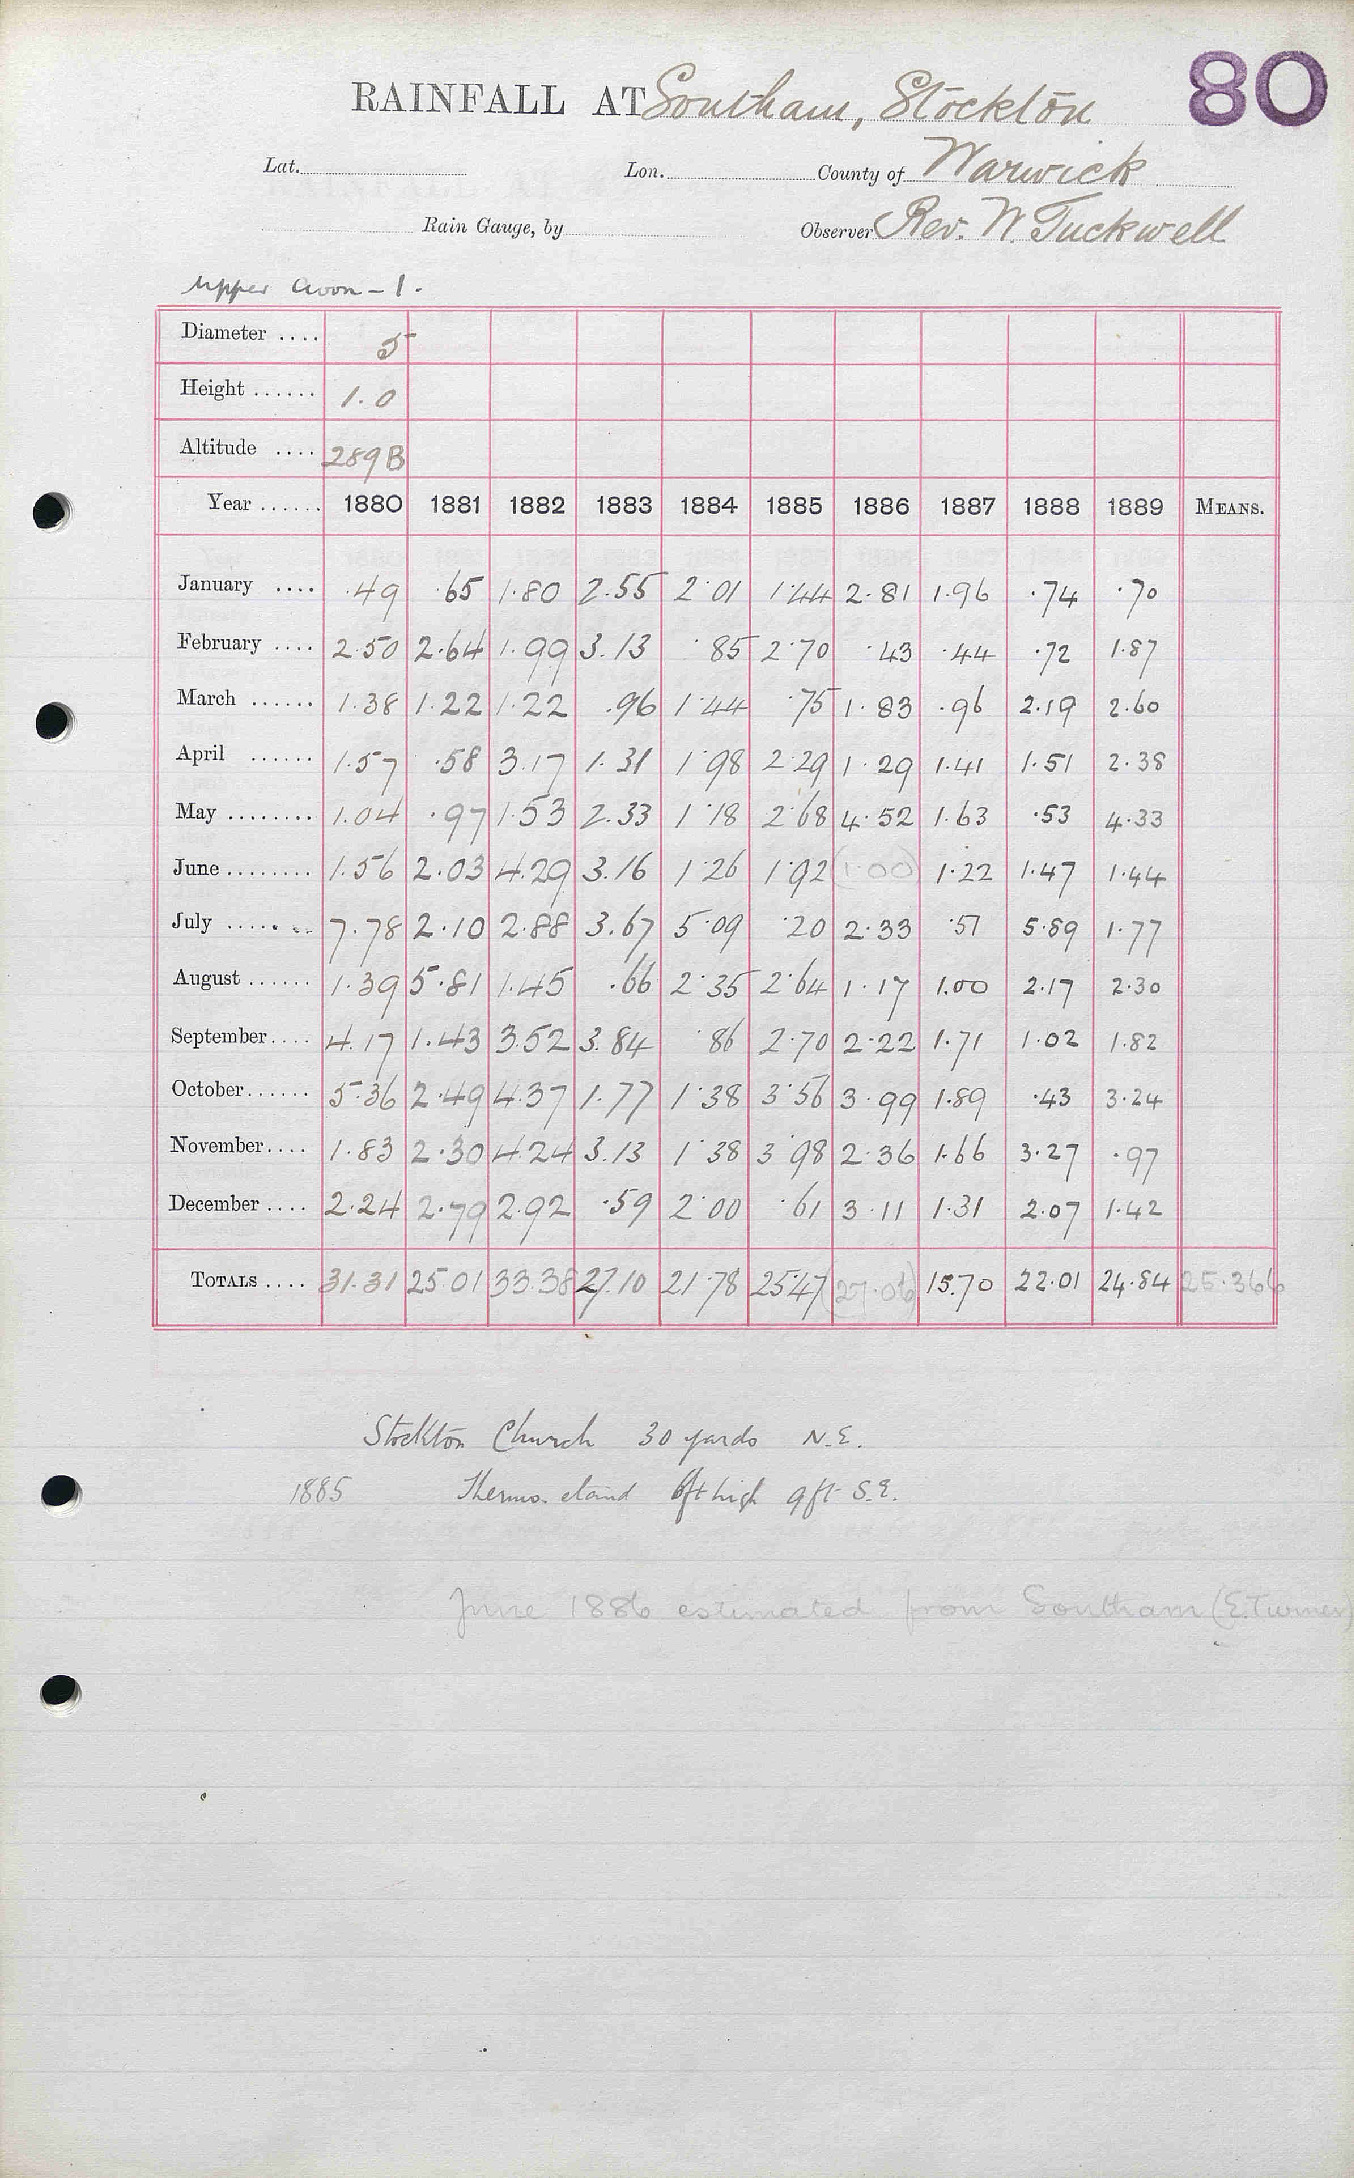 80
RAINFALL AT Southam, Stockton
Lat. Lon. County of Warwick
Rain Gauge, by Observer Rev. W. Tuckwell
Upper Avon - 1.
Diameter .... 5
Height ...... 1.0
Altitude .... 289 B
Year ...... 1880 1881 1882 1883 1884 1885 1886 1887 1888 1889 MEANS.
January .... .49 .65 1.80 2.55 2.01 1.44 2.81 1.96 .74 .70
February .... 2.50 2.64 1.99 3.13 .85 2.70 .43 .44 .72 1.87
March ...... 1.38 1.22 1.22 .96 1.44 .75 1.83 .96 2.19 2.60
April ...... 1.57 .58 3.17 1.31 1.98 2.29 1.29 1.41 1.51 2.38
May ........ 1.04 .97 1.53 2.33 1.18 2.68 4.52 1.63 .53 4.33
June ........ 1.56 2.03 4.29 3.16 1.26 1.92 (1.00) 1.22 1.47 1.44
July ........ 7.78 2.10 2.88 3.67 5.09 .20 2.33 .51 5.89 1.77
August ...... 1.39 5.81 1.45 .66 2.35 2.64 1.17 1.00 2.17 2.30
September .... 4.17 1.43 3.52 3.84 .86 2.70 2.22 1.71 1.02 1.82
October ...... 5.36 2.49 4.37 1.77 1.38 3.56 3.99 1.89 .43 3.24
November .... 1.83 2.30 4.24 3.13 1.38 3.98 2.36 1.66 3.27 .97
December .... 2.24 2.79 2.92 .59 2.00 .61 3.11 1.31 2.07 1.42
TOTALS .... 31.31 25.01 33.38 27.10 21.78 25.47 (27.06) 15.70 22.01 24.84 25.366
Stockton Church 30 yards N.E.
1885 Thermo. stand 6ft high 9ft S.E.
June 1886 estimated from Southam (E. Turner)